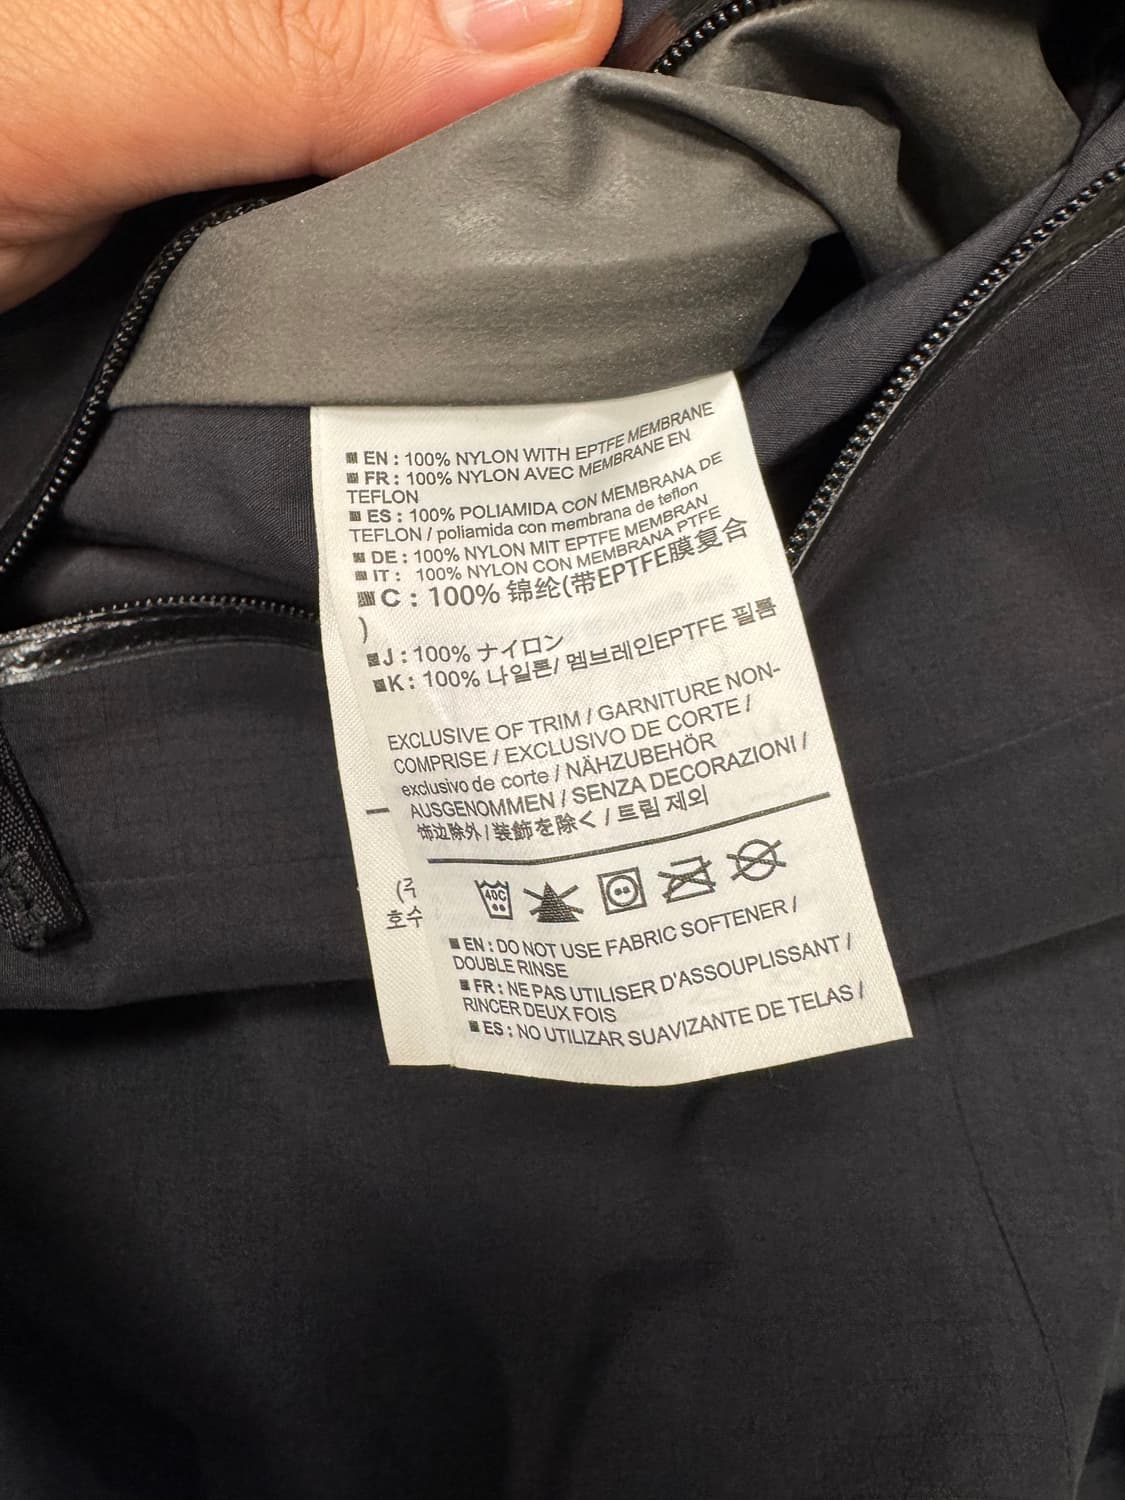 ■ EN : 100% NYLON WITH EPTFE MEMBRANE
■ FR : 100% NYLON AVEC MEMBRANE EN
TEFLON
■ ES : 100% POLIAMIDA CON MEMBRANA DE
TEFLON / poliamida con membrana de teflon
■ DE : 100% NYLON MIT EPTFE MEMBRAN
■ IT : 100% NYLON CON MEMBRANA PTFE
■ C : 100% 锦纶(带EPTFE膜复合
)
■ J : 100% ナイロン
■ K : 100% 나일론/ 멤브레인EPTFE 필름
EXCLUSIVE OF TRIM / GARNITURE NON-
COMPRISE / EXCLUSIVO DE CORTE /
exclusivo de corte / NÄHZUBEHÖR
AUSGENOMMEN / SENZA DECORAZIONI /
饰边除外 / 装飾を除く / 트림 제외
40C
(주
호수
■ EN : DO NOT USE FABRIC SOFTENER /
DOUBLE RINSE
■ FR : NE PAS UTILISER D'ASSOUPLISSANT /
RINCER DEUX FOIS
■ ES : NO UTILIZAR SUAVIZANTE DE TELAS /